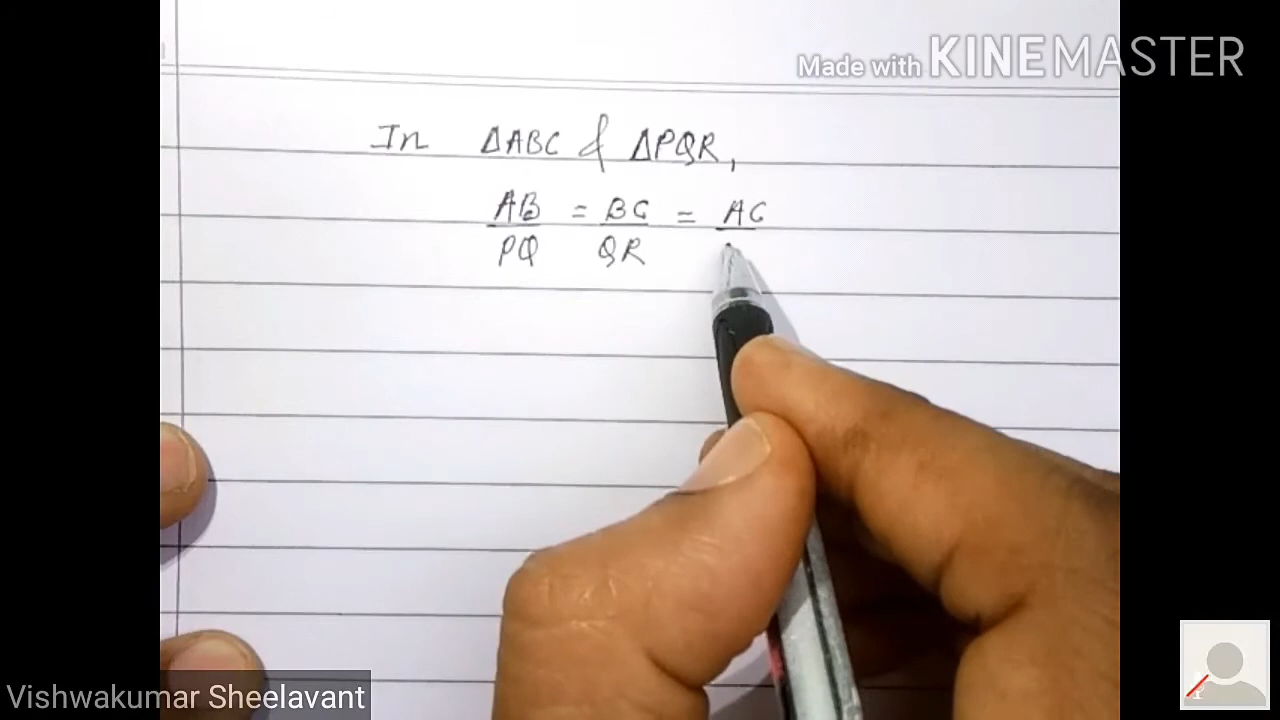 Made with KINEMASTER
In ΔABC & ΔPQR,
AB/PQ = BC/QR = AC/
Vishwakumar Sheelavant